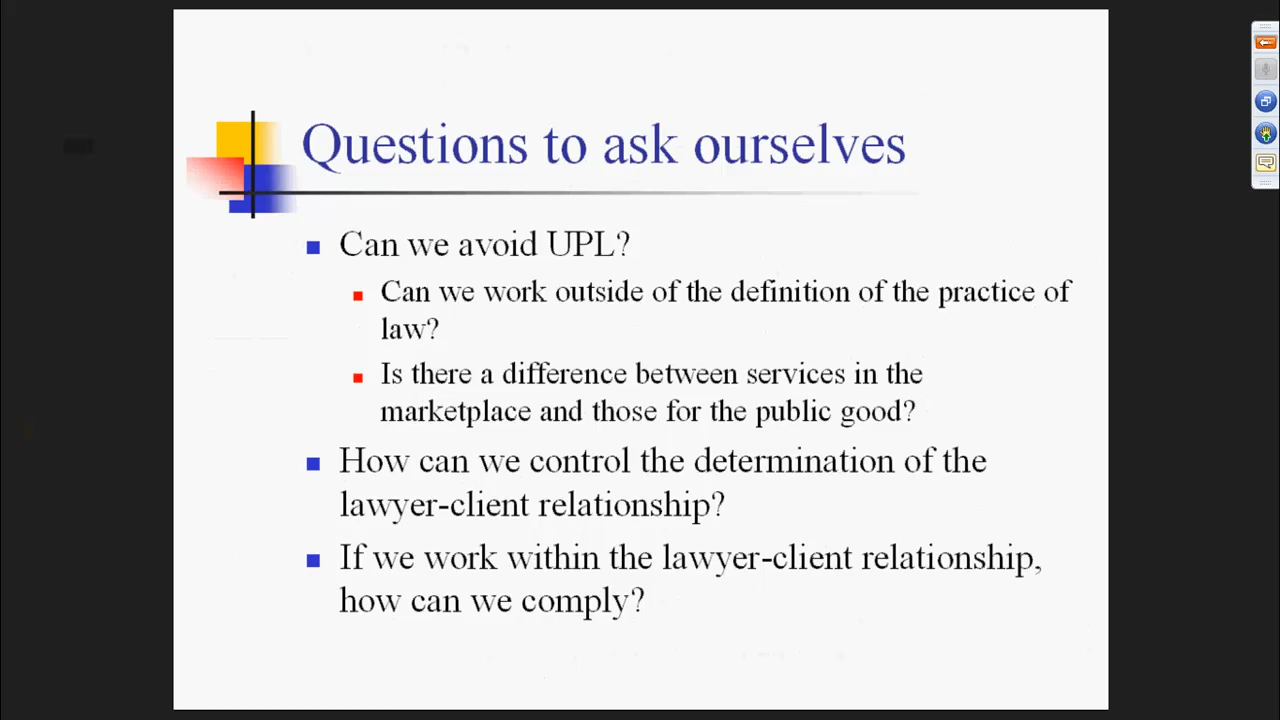 Questions to ask ourselves
Can we avoid UPL?
Can we work outside of the definition of the practice of
law?
Is there a difference between services in the
marketplace and those for the public good?
How can we control the determination of the
lawyer-client relationship?
If we work within the lawyer-client relationship,
how can we comply?